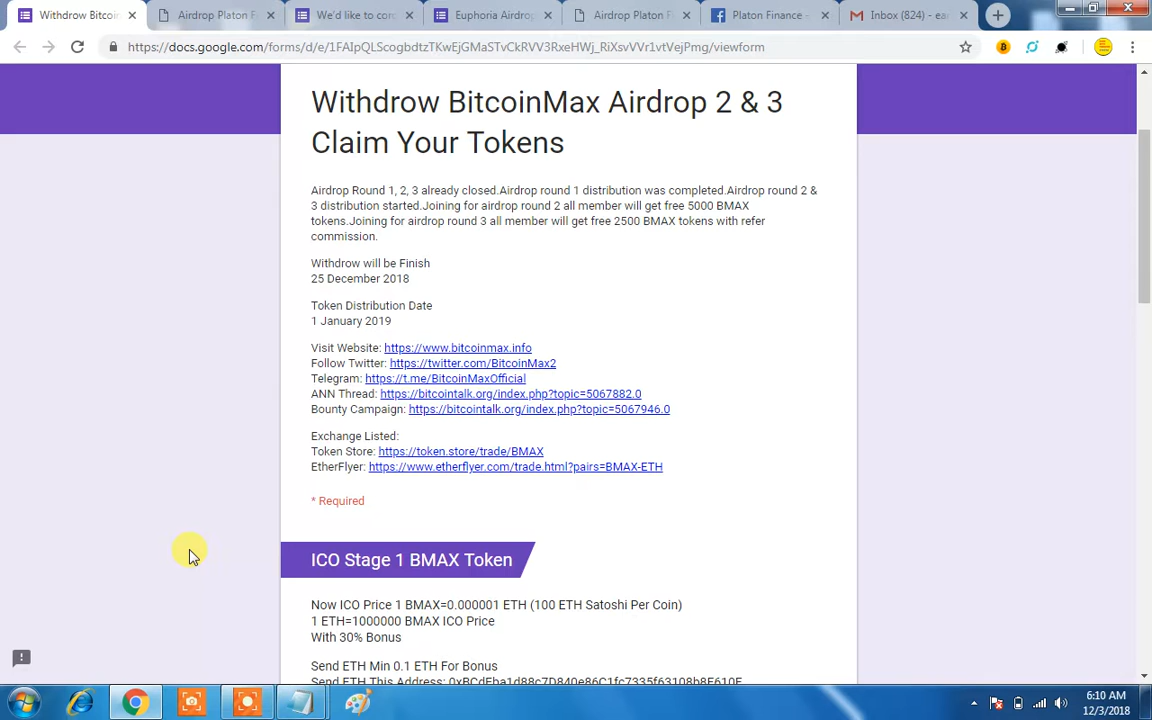 Withdrow Bitcoin
Airdrop Platon F
We'd like to con
Euphoria Airdrop
Airdrop Platon F
Platon Finance -
Inbox (824) - ea
https://docs.google.com/forms/d/e/1FAIpQLScogbdtzTKwEjGMaSTvCkRVV3RxeHWj_RiXsvVVr1vtVejPmg/viewform
Withdrow BitcoinMax Airdrop 2 & 3
Claim Your Tokens
Airdrop Round 1, 2, 3 already closed.Airdrop round 1 distribution was completed.Airdrop round 2 &
3 distribution started.Joining for airdrop round 2 all member will get free 5000 BMAX
tokens.Joining for airdrop round 3 all member will get free 2500 BMAX tokens with refer
commission.
Withdrow will be Finish
25 December 2018
Token Distribution Date
1 January 2019
Visit Website: https://www.bitcoinmax.info
Follow Twitter: https://twitter.com/BitcoinMax2
Telegram: https://t.me/BitcoinMaxOfficial
ANN Thread: https://bitcointalk.org/index.php?topic=5067882.0
Bounty Campaign: https://bitcointalk.org/index.php?topic=5067946.0
Exchange Listed:
Token Store: https://token.store/trade/BMAX
EtherFlyer: https://www.etherflyer.com/trade.html?pairs=BMAX-ETH
* Required
ICO Stage 1 BMAX Token
Now ICO Price 1 BMAX=0.000001 ETH (100 ETH Satoshi Per Coin)
1 ETH=1000000 BMAX ICO Price
With 30% Bonus
Send ETH Min 0.1 ETH For Bonus
Send ETH This Address:
6:10 AM
12/3/2018